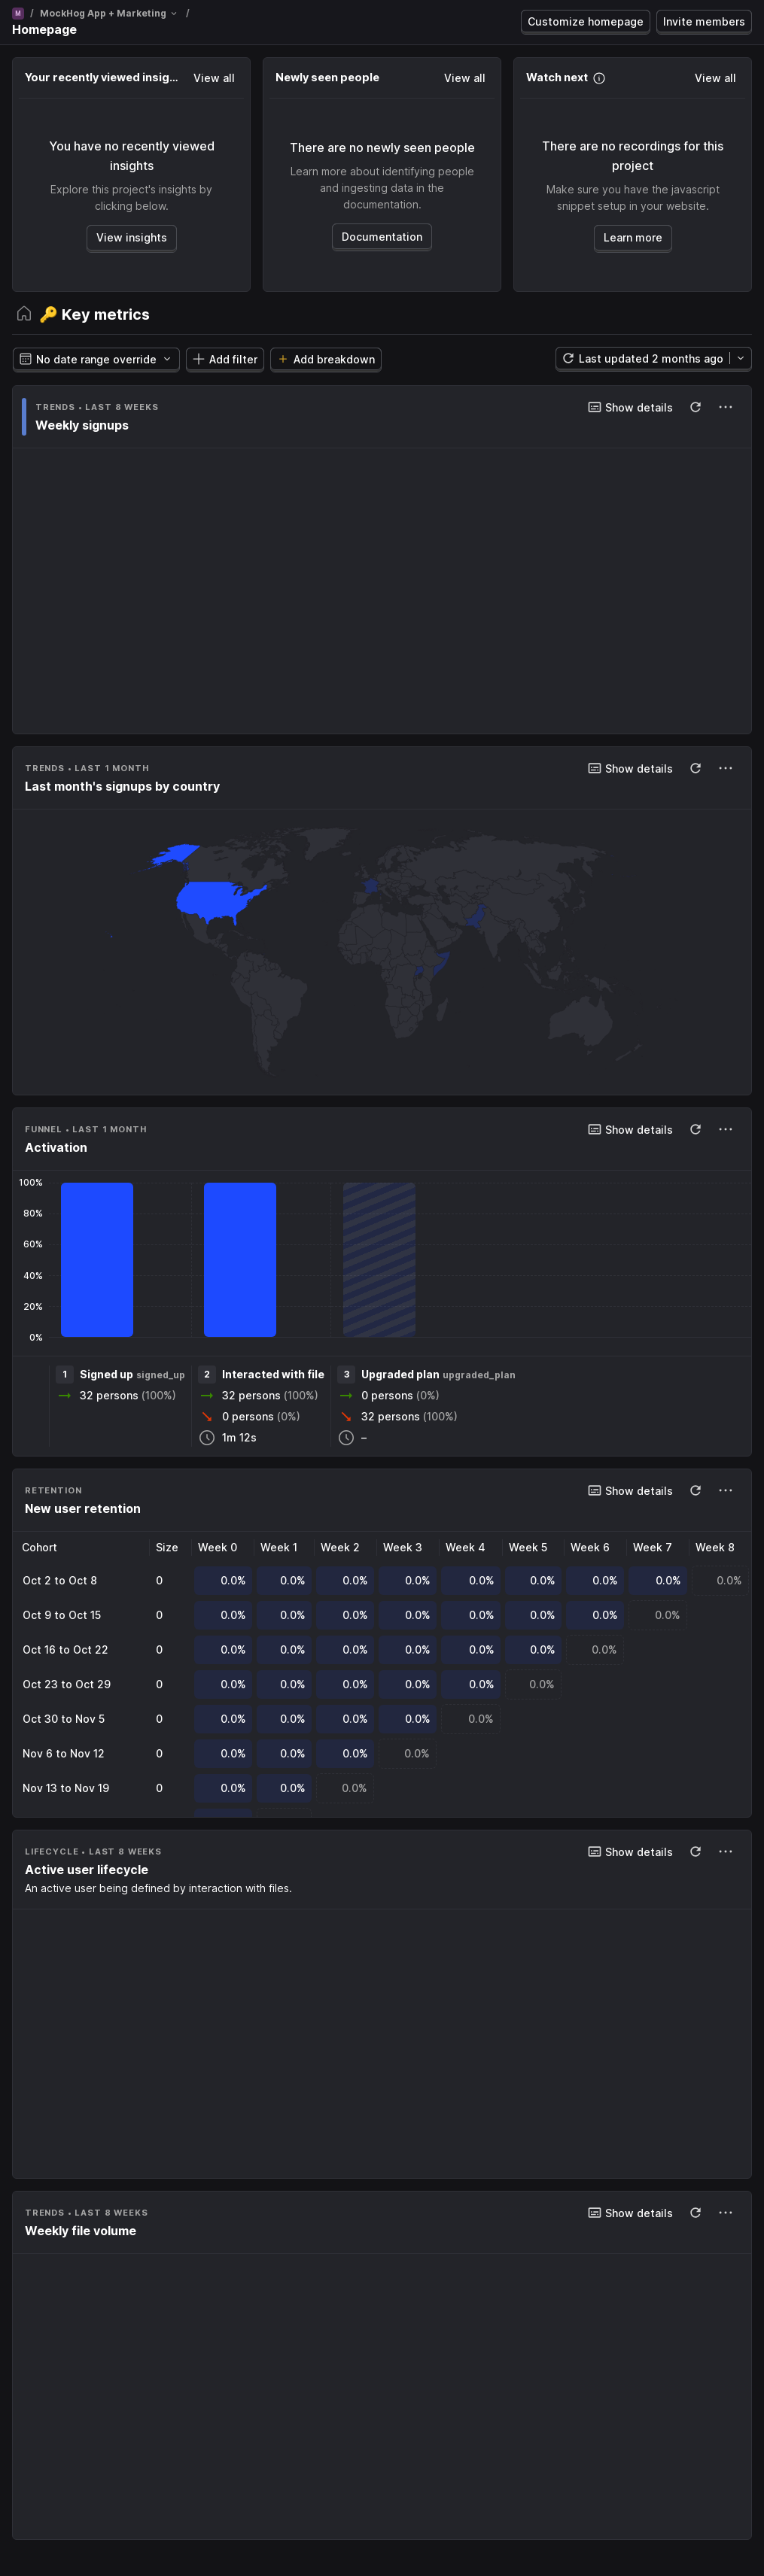 M / MockHog App + Marketing /
Homepage
Customize homepage
Invite members
Your recently viewed insig...
View all
You have no recently viewed
insights
Explore this project's insights by
clicking below.
View insights
Newly seen people
View all
There are no newly seen people
Learn more about identifying people
and ingesting data in the
documentation.
Documentation
Watch next
View all
There are no recordings for this
project
Make sure you have the javascript
snippet setup in your website.
Learn more
🔑 Key metrics
No date range override
Add filter
Add breakdown
Last updated 2 months ago
TRENDS • LAST 8 WEEKS
Weekly signups
Show details
TRENDS • LAST 1 MONTH
Last month's signups by country
Show details
FUNNEL • LAST 1 MONTH
Activation
Show details
100%
80%
60%
40%
20%
0%
1 Signed up signed_up
32 persons (100%)
2 Interacted with file
32 persons (100%)
0 persons (0%)
1m 12s
3 Upgraded plan upgraded_plan
0 persons (0%)
32 persons (100%)
–
RETENTION
New user retention
Show details
Cohort Size Week 0 Week 1 Week 2 Week 3 Week 4 Week 5 Week 6 Week 7 Week 8
Oct 2 to Oct 8 0 0.0% 0.0% 0.0% 0.0% 0.0% 0.0% 0.0% 0.0% 0.0%
Oct 9 to Oct 15 0 0.0% 0.0% 0.0% 0.0% 0.0% 0.0% 0.0% 0.0%
Oct 16 to Oct 22 0 0.0% 0.0% 0.0% 0.0% 0.0% 0.0% 0.0%
Oct 23 to Oct 29 0 0.0% 0.0% 0.0% 0.0% 0.0% 0.0%
Oct 30 to Nov 5 0 0.0% 0.0% 0.0% 0.0% 0.0%
Nov 6 to Nov 12 0 0.0% 0.0% 0.0% 0.0%
Nov 13 to Nov 19 0 0.0% 0.0% 0.0%
LIFECYCLE • LAST 8 WEEKS
Active user lifecycle
An active user being defined by interaction with files.
Show details
TRENDS • LAST 8 WEEKS
Weekly file volume
Show details